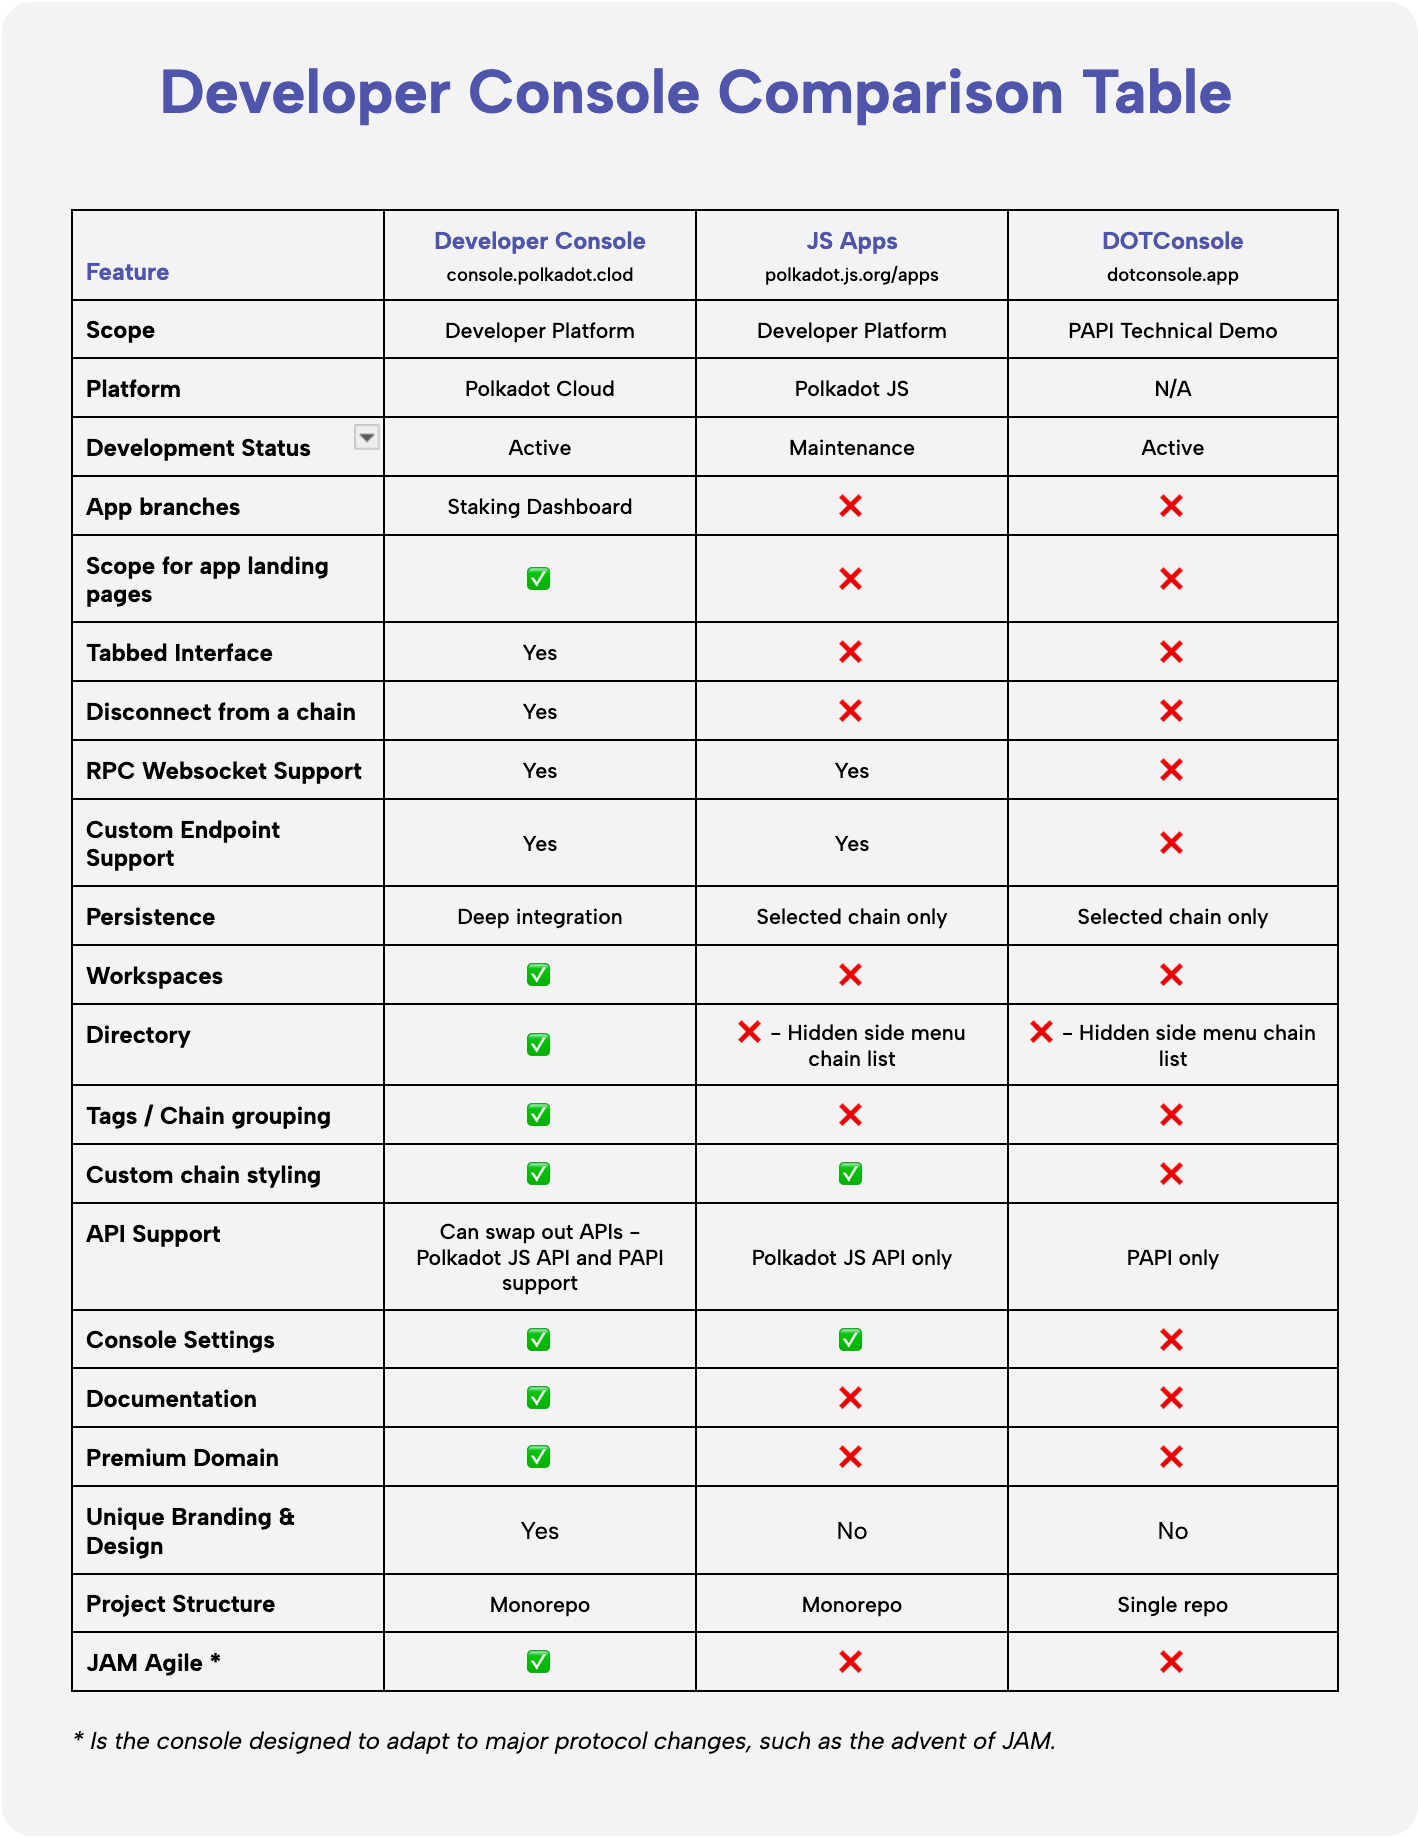 Developer Console Comparison Table
Feature
Developer Console
console.polkadot.clod
JS Apps
polkadot.js.org/apps
DOTConsole
dotconsole.app
Scope
Developer Platform
Developer Platform
PAPI Technical Demo
Platform
Polkadot Cloud
Polkadot JS
N/A
Development Status
Active
Maintenance
Active
App branches
Staking Dashboard
❌
❌
Scope for app landing
pages
✅
❌
❌
Tabbed Interface
Yes
❌
❌
Disconnect from a chain
Yes
❌
❌
RPC Websocket Support
Yes
Yes
❌
Custom Endpoint
Support
Yes
Yes
❌
Persistence
Deep integration
Selected chain only
Selected chain only
Workspaces
✅
❌
❌
Directory
✅
❌ - Hidden side menu
chain list
❌ - Hidden side menu chain
list
Tags / Chain grouping
✅
❌
❌
Custom chain styling
✅
✅
❌
API Support
Can swap out APIs -
Polkadot JS API and PAPI
support
Polkadot JS API only
PAPI only
Console Settings
✅
✅
❌
Documentation
✅
❌
❌
Premium Domain
✅
❌
❌
Unique Branding &
Design
Yes
No
No
Project Structure
Monorepo
Monorepo
Single repo
JAM Agile *
✅
❌
❌
* Is the console designed to adapt to major protocol changes, such as the advent of JAM.